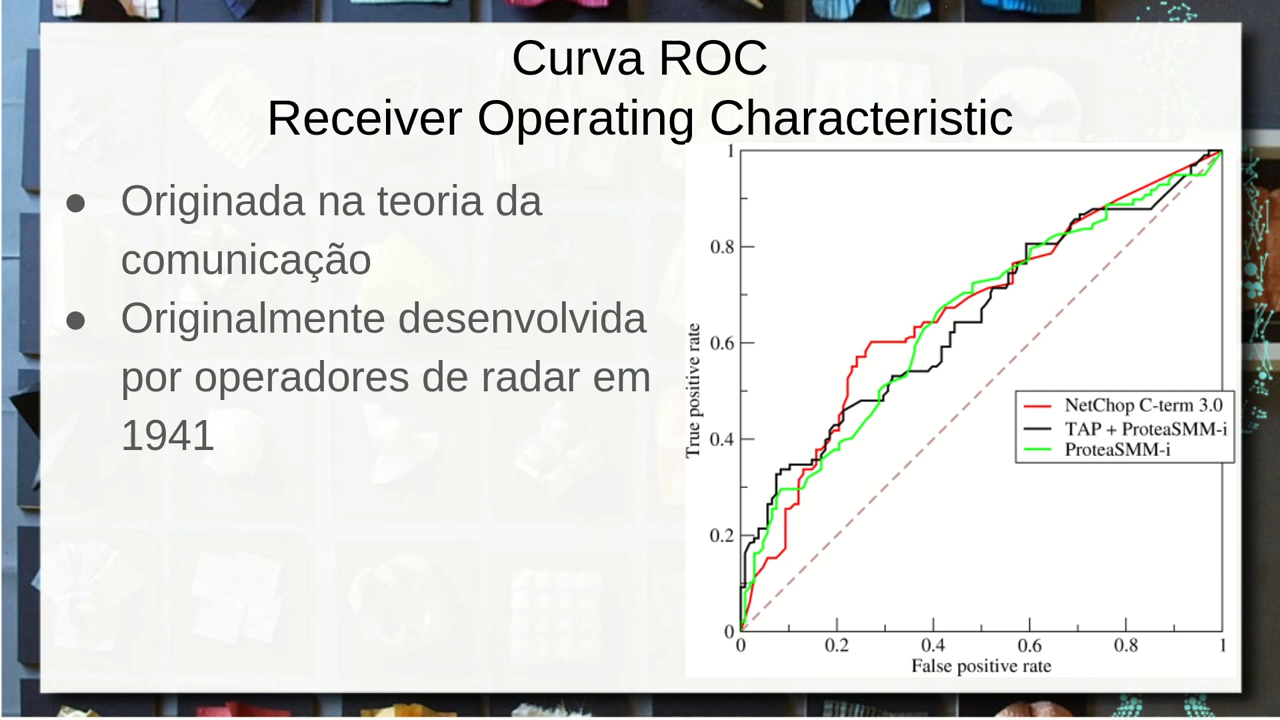 Curva ROC
Receiver Operating Characteristic
● Originada na teoria da
comunicação
● Originalmente desenvolvida
por operadores de radar em
1941
1
0.8
0.6
0.4
0.2
0
True positive rate
NetChop C-term 3.0
TAP + ProteaSMM-i
ProteaSMM-i
0 0.2 0.4 0.6 0.8 1
False positive rate